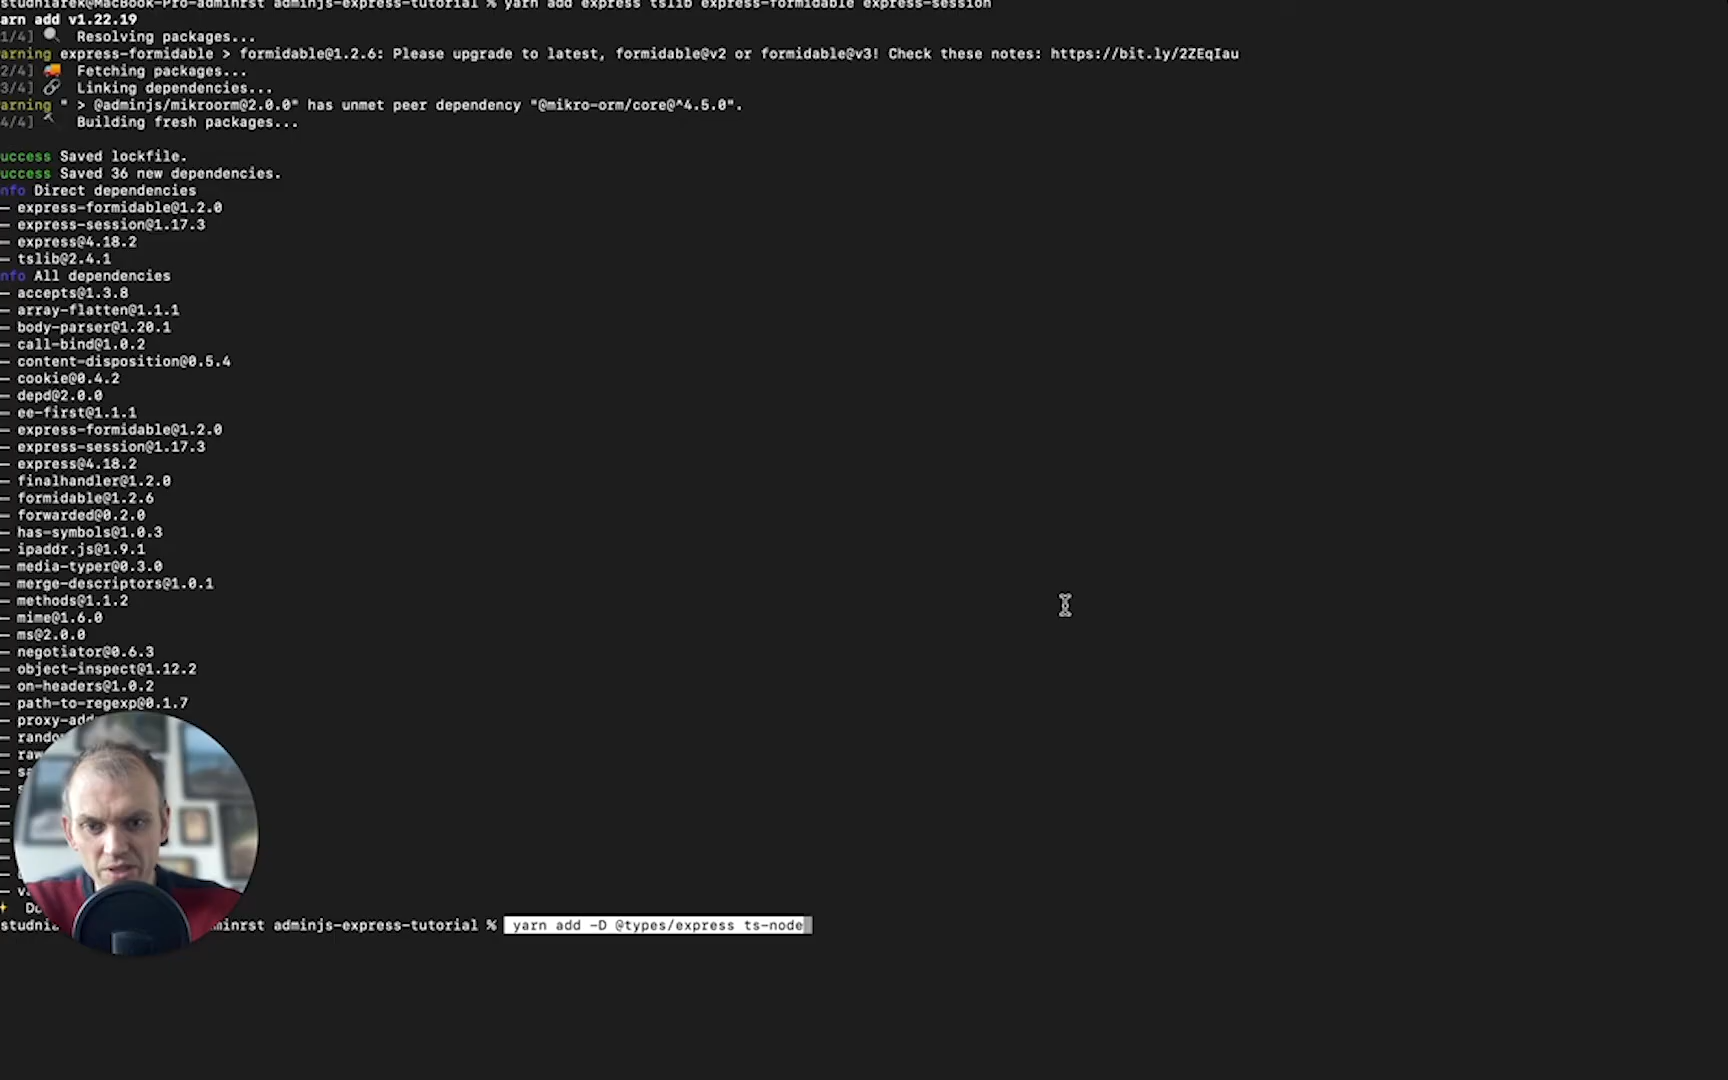 studniarek@MacBook-Pro-adminrst adminjs-express-tutorial % yarn add express tslib express-formidable express-session
arn add v1.22.19
1/4] Resolving packages...
arning express-formidable > formidable@1.2.6: Please upgrade to latest, formidable@v2 or formidable@v3! Check these notes: https://bit.ly/2ZEqIau
2/4] Fetching packages...
3/4] Linking dependencies...
arning " > @adminjs/mikroorm@2.0.0" has unmet peer dependency "@mikro-orm/core@^4.5.0".
4/4] Building fresh packages...
uccess Saved lockfile.
uccess Saved 36 new dependencies.
nfo Direct dependencies
─ express-formidable@1.2.0
─ express-session@1.17.3
─ express@4.18.2
─ tslib@2.4.1
nfo All dependencies
─ accepts@1.3.8
─ array-flatten@1.1.1
─ body-parser@1.20.1
─ call-bind@1.0.2
─ content-disposition@0.5.4
─ cookie@0.4.2
─ depd@2.0.0
─ ee-first@1.1.1
─ express-formidable@1.2.0
─ express-session@1.17.3
─ express@4.18.2
─ finalhandler@1.2.0
─ formidable@1.2.6
─ forwarded@0.2.0
─ has-symbols@1.0.3
─ ipaddr.js@1.9.1
─ media-typer@0.3.0
─ merge-descriptors@1.0.1
─ methods@1.1.2
─ mime@1.6.0
─ ms@2.0.0
─ negotiator@0.6.3
─ object-inspect@1.12.2
─ on-headers@1.0.2
─ path-to-regexp@0.1.7
─ proxy-add
─ rando
─ raw
─ s
─ s
─ v
Do
studni minrst adminjs-express-tutorial % yarn add -D @types/express ts-node